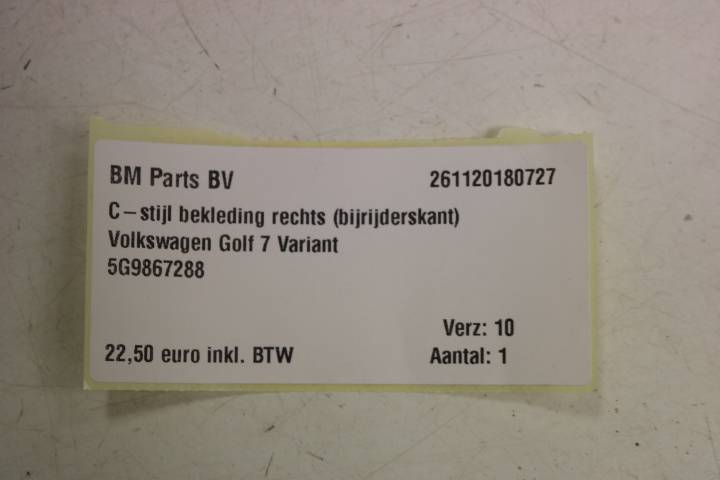 BM Parts BV 261120180727
C-stijl bekleding rechts (bijrijderskant)
Volkswagen Golf 7 Variant
5G9867288
Verz: 10
22,50 euro inkl. BTW Aantal: 1